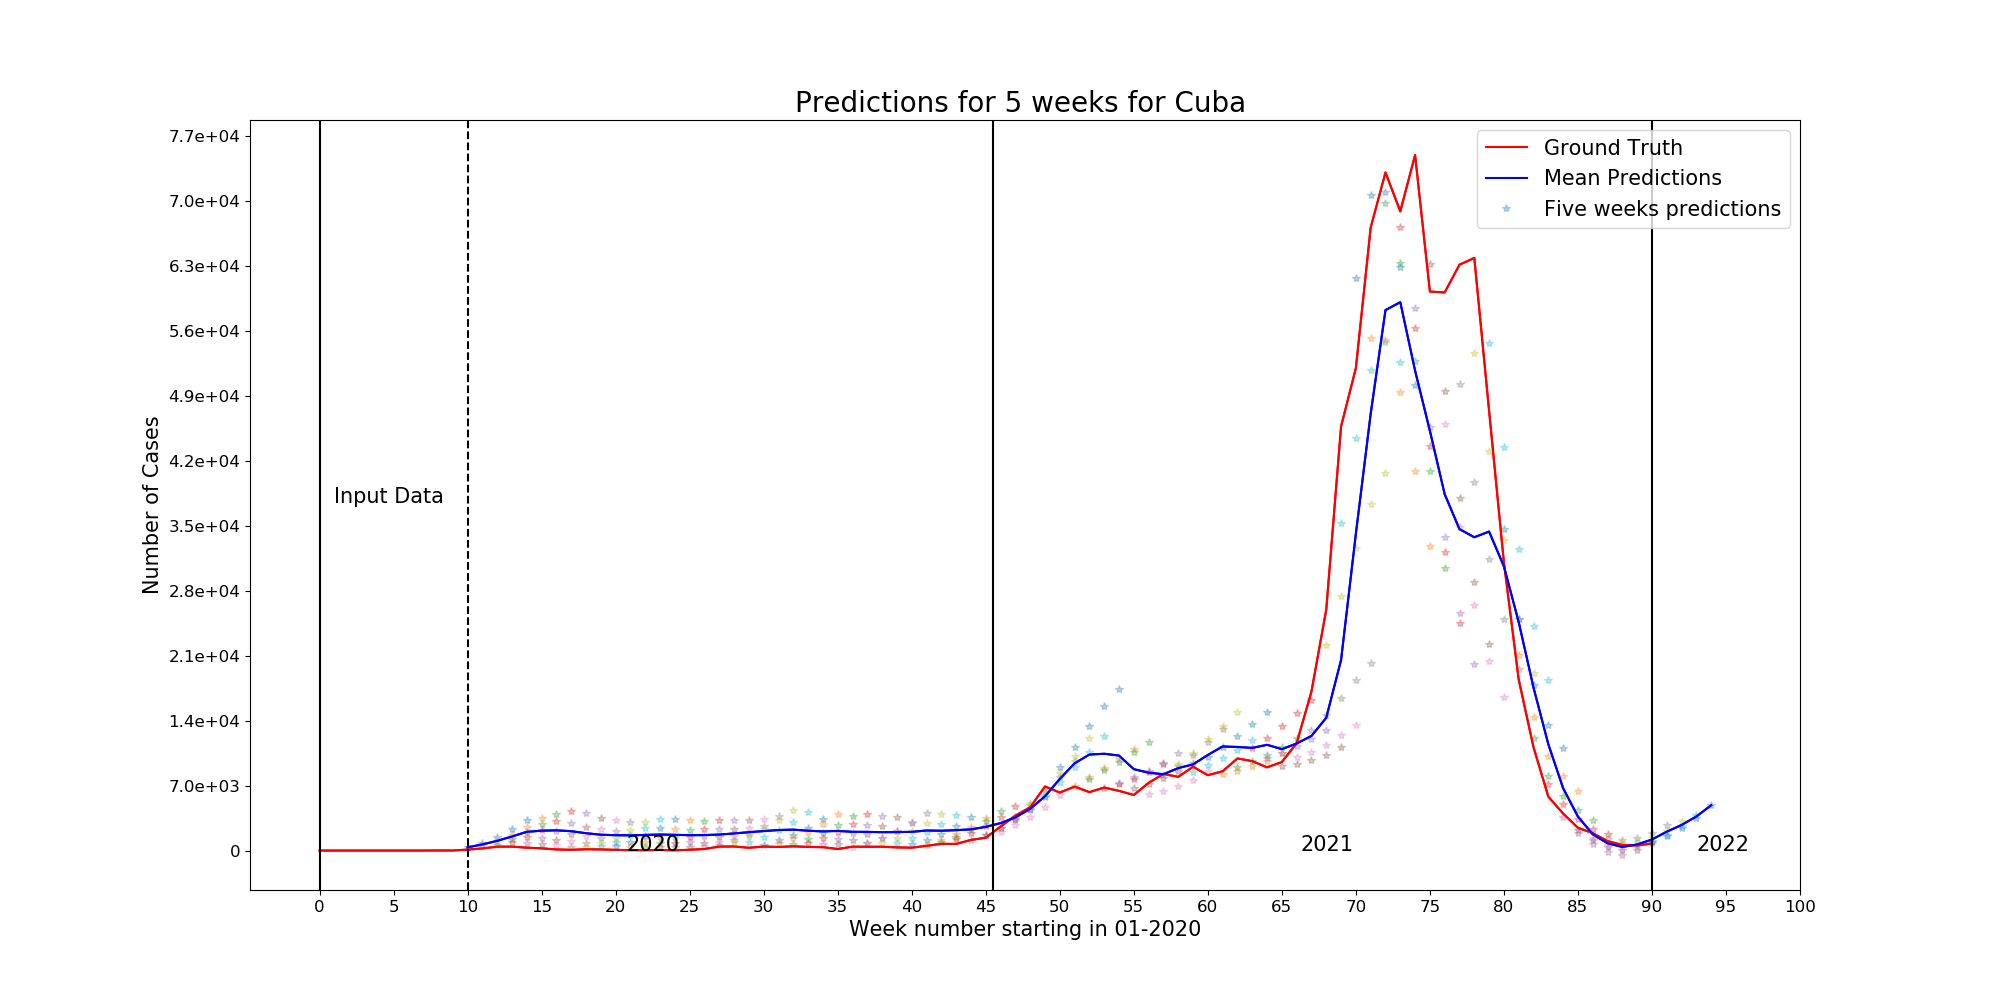 Predictions for 5 weeks for Cuba
Ground Truth
Mean Predictions
Five weeks predictions
Number of Cases
7.7e+04
7.0e+04
6.3e+04
5.6e+04
4.9e+04
4.2e+04
3.5e+04
2.8e+04
2.1e+04
1.4e+04
7.0e+03
0
Input Data
2020
2021
2022
0 5 10 15 20 25 30 35 40 45 50 55 60 65 70 75 80 85 90 95 100
Week number starting in 01-2020